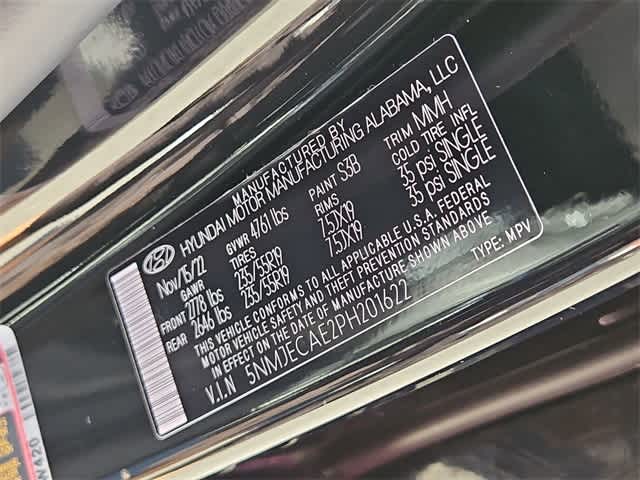 MANUFACTURED BY
HYUNDAI MOTOR MANUFACTURING ALABAMA, LLC
Nov/15/22 GVWR 4761 lbs PAINT S3B TRIM MMH
GAWR TIRES RIMS COLD TIRE INFL
FRONT 2778 lbs 235/55R19 7.5JX19 35 psi SINGLE
REAR 2646 lbs 235/55R19 7.5JX19 35 psi SINGLE
THIS VEHICLE CONFORMS TO ALL APPLICABLE U.S.A. FEDERAL
MOTOR VEHICLE SAFETY AND THEFT PREVENTION STANDARDS
IN EFFECT ON THE DATE OF MANUFACTURE SHOWN ABOVE
V.I.N 5NMJECAE2PH201622 TYPE: MPV
W420